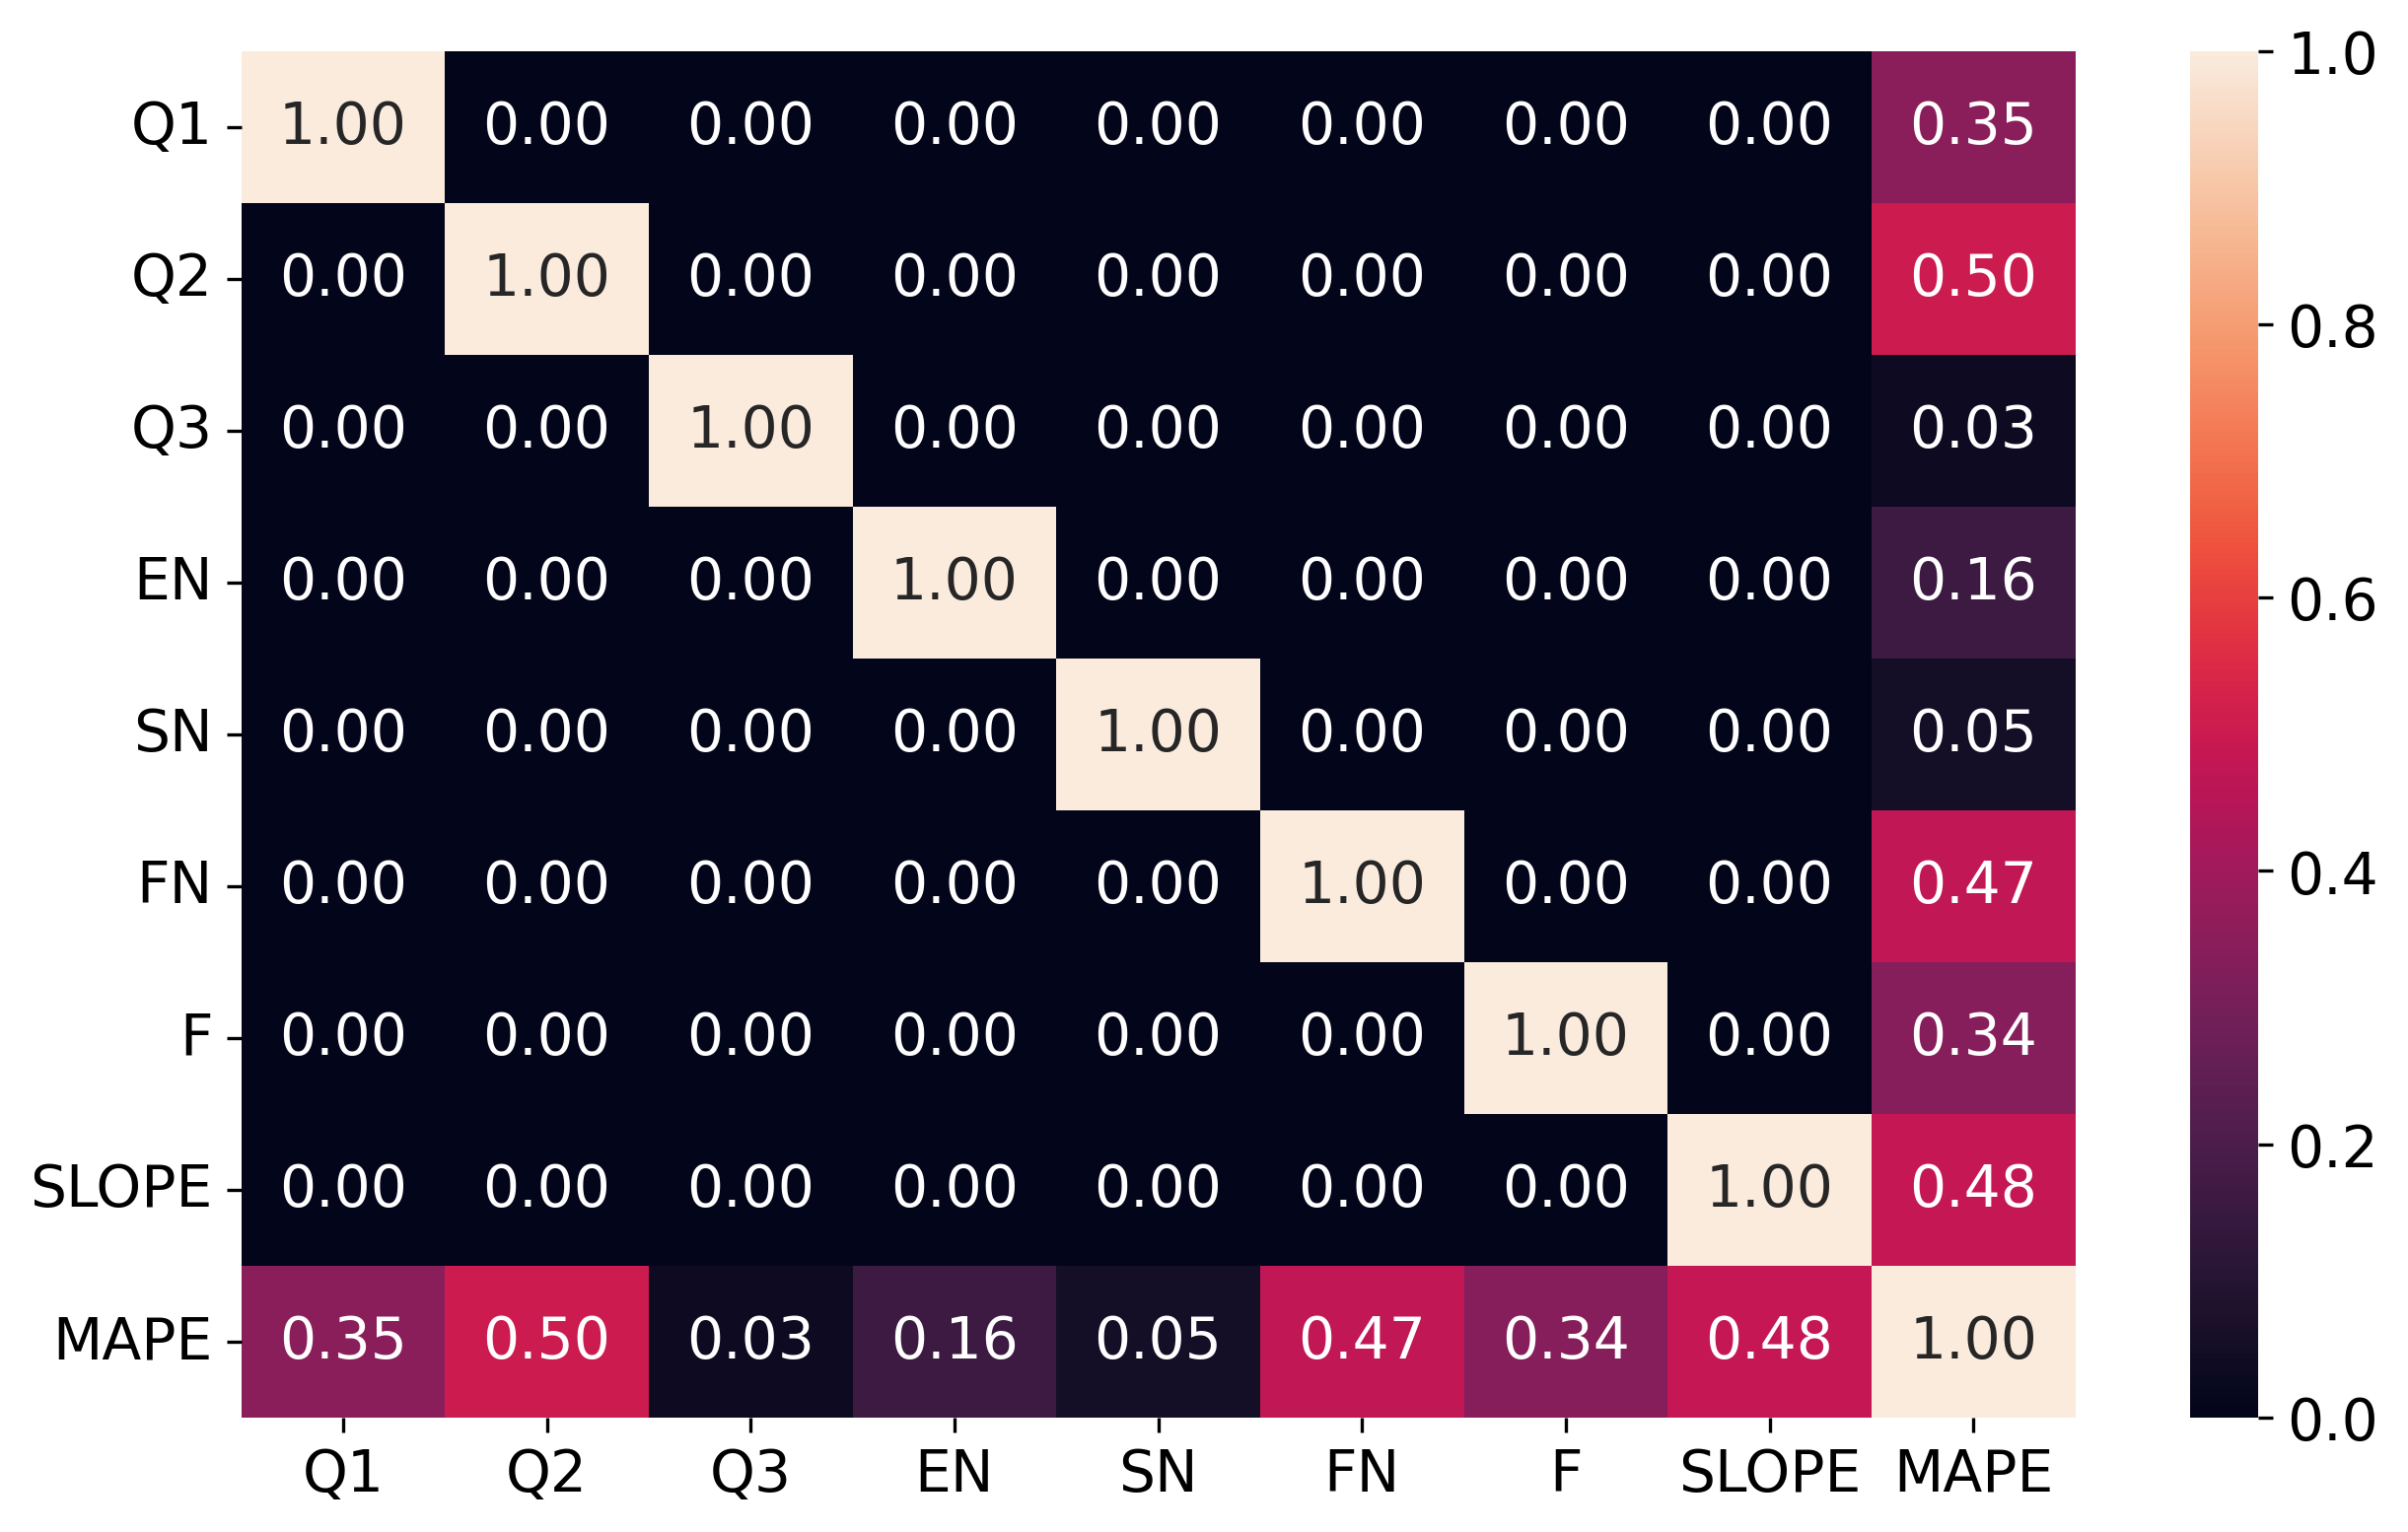 Q1 1.00 0.00 0.00 0.00 0.00 0.00 0.00 0.00 0.35
Q2 0.00 1.00 0.00 0.00 0.00 0.00 0.00 0.00 0.50
Q3 0.00 0.00 1.00 0.00 0.00 0.00 0.00 0.00 0.03
EN 0.00 0.00 0.00 1.00 0.00 0.00 0.00 0.00 0.16
SN 0.00 0.00 0.00 0.00 1.00 0.00 0.00 0.00 0.05
FN 0.00 0.00 0.00 0.00 0.00 1.00 0.00 0.00 0.47
F 0.00 0.00 0.00 0.00 0.00 0.00 1.00 0.00 0.34
SLOPE 0.00 0.00 0.00 0.00 0.00 0.00 0.00 1.00 0.48
MAPE 0.35 0.50 0.03 0.16 0.05 0.47 0.34 0.48 1.00
Q1 Q2 Q3 EN SN FN F SLOPE MAPE
1.0
0.8
0.6
0.4
0.2
0.0